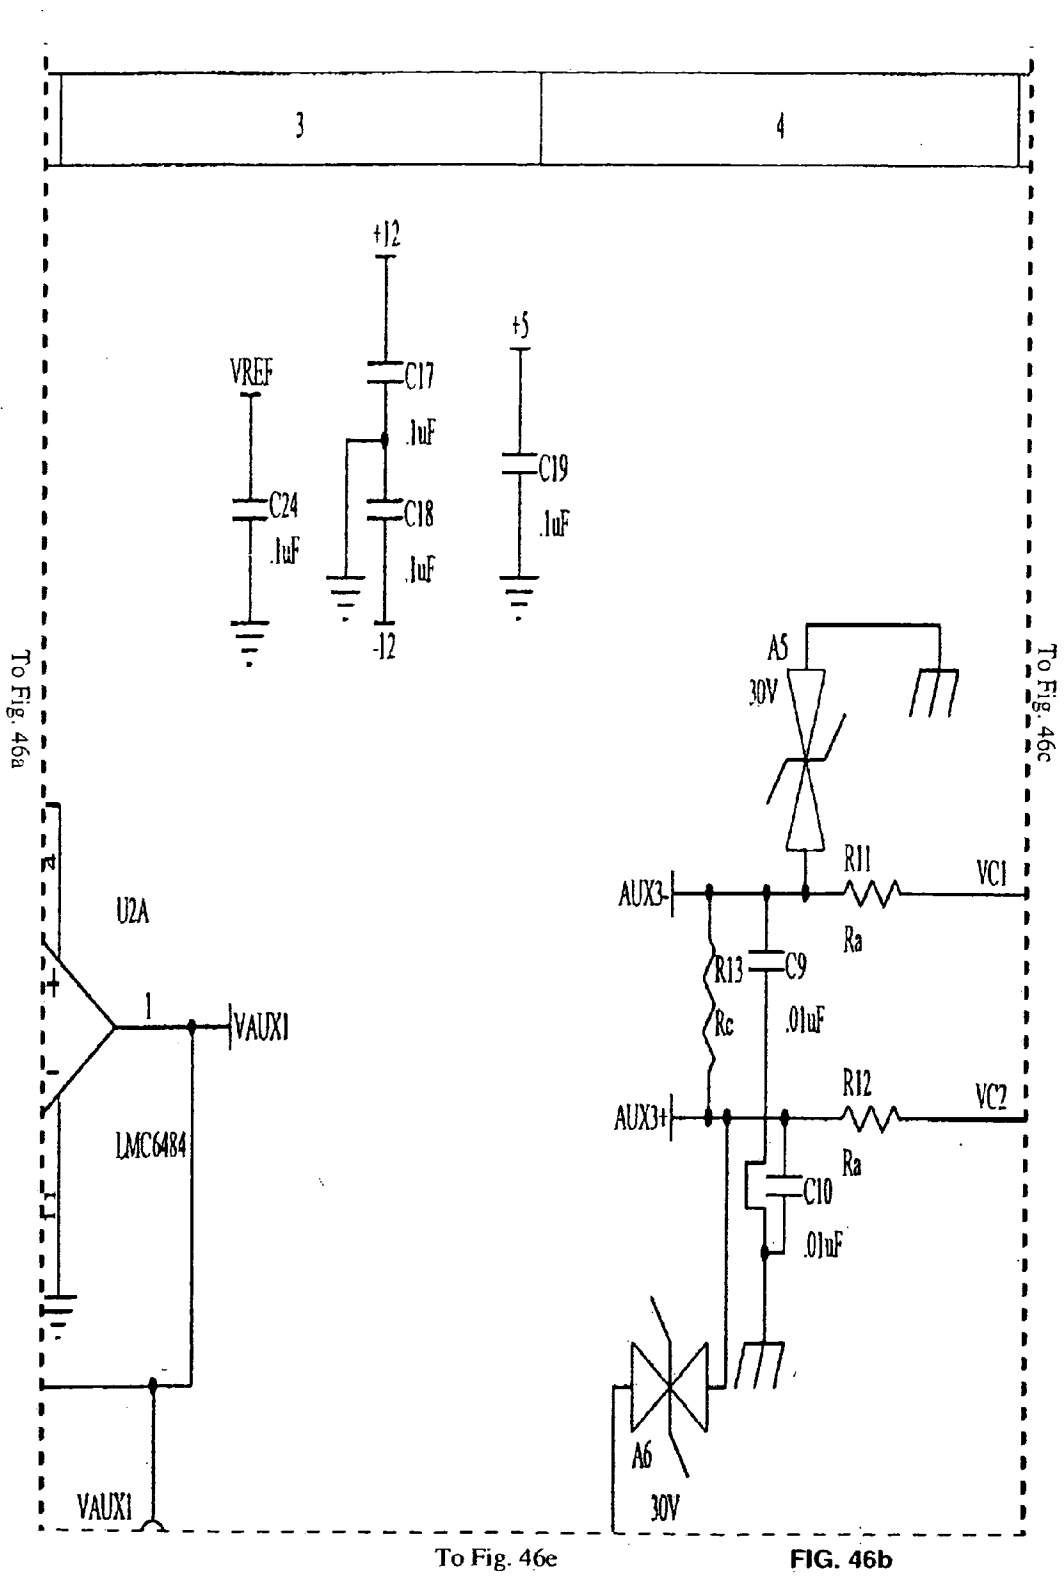 3
4
+12
+5
VREF
C17
.1uF
C19
.1uF
C24
.1uF
C18
.1uF
-12
To Fig. 46a
To Fig. 46c
A5
30V
R11
VC1
AUX3-
Ra
U2A
+
R13
C9
1
VAUX1
Rc
.01uF
R12
VC2
AUX3+
LMC6484
Ra
C10
.01uF
A6
30V
VAUX1
To Fig. 46e
FIG. 46b